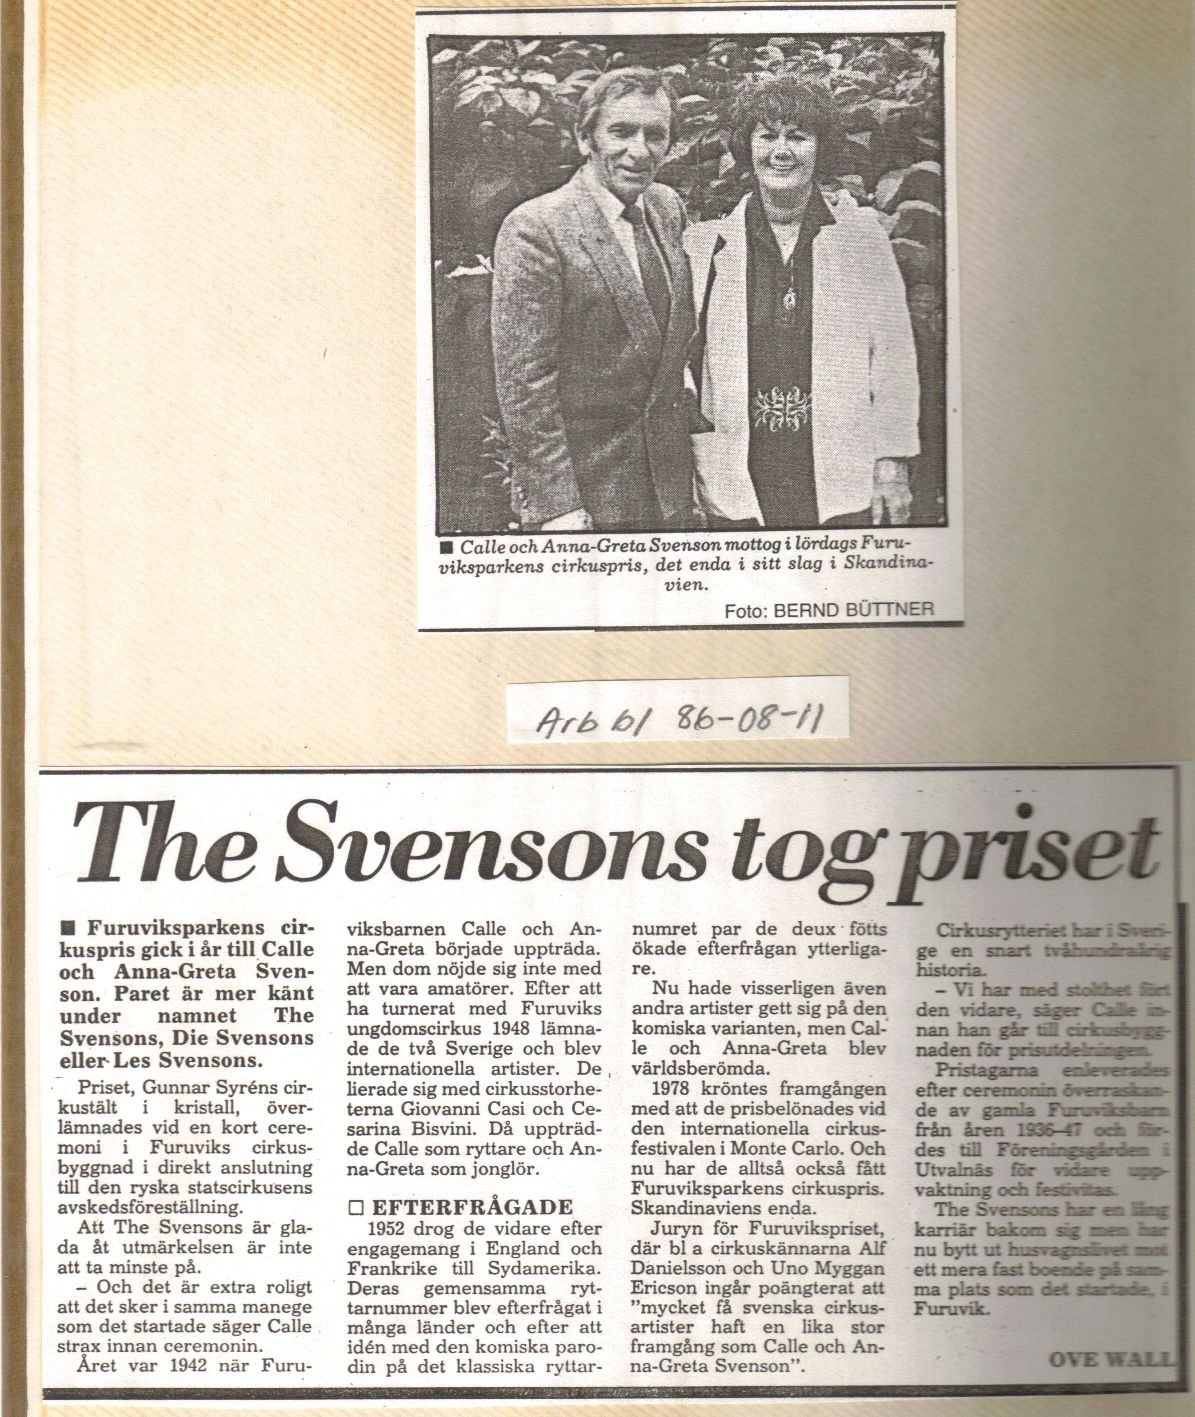 ■ Calle och Anna-Greta Svenson mottog i lördags Furu-
viksparkens cirkuspris, det enda i sitt slag i Skandina-
vien.
Foto: BERND BÜTTNER
Arb bl 86-08-11
The Svensons tog priset
■ Furuviksparkens cir-
kuspris gick i år till Calle
och Anna-Greta Sven-
son. Paret är mer känt
under namnet The
Svensons, Die Svensons
eller Les Svensons.
Priset, Gunnar Syréns cir-
kustält i kristall, över-
lämnades vid en kort cere-
moni i Furuviks cirkus-
byggnad i direkt anslutning
till den ryska statscirkusens
avskedsföreställning.
Att The Svensons är gla-
da åt utmärkelsen är inte
att ta minste på.
– Och det är extra roligt
att det sker i samma manege
som det startade säger Calle
strax innan ceremonin.
Året var 1942 när Furu-
viksbarnen Calle och An-
na-Greta började uppträda.
Men dom nöjde sig inte med
att vara amatörer. Efter att
ha turnerat med Furuviks
ungdomscirkus 1948 lämna-
de de två Sverige och blev
internationella artister. De
lierade sig med cirkusstorhe-
terna Giovanni Casi och Ce-
sarina Bisvini. Då uppträd-
de Calle som ryttare och An-
na-Greta som jonglör.
□ EFTERFRÅGADE
1952 drog de vidare efter
engagemang i England och
Frankrike till Sydamerika.
Deras gemensamma ryt-
tarnummer blev efterfrågat i
många länder och efter att
idén med den komiska paro-
din på det klassiska ryttar-
numret par de deux fötts
ökade efterfrågan ytterliga-
re.
Nu hade visserligen även
andra artister gett sig på den
komiska varianten, men Cal-
le och Anna-Greta blev
världsberömda.
1978 kröntes framgången
med att de prisbelönades vid
den internationella cirkus-
festivalen i Monte Carlo. Och
nu har de alltså också fått
Furuviksparkens cirkuspris.
Skandinaviens enda.
Juryn för Furuvikspriset,
där bl a cirkuskännarna Alf
Danielsson och Uno Myggan
Ericson ingår poängterat att
"mycket få svenska cirkus-
artister haft en lika stor
framgång som Calle och An-
na-Greta Svenson".
Cirkusrytteriet har i Sveri-
ge en snart tvåhundraårig
historia.
– Vi har med stolthet fört
den vidare, säger Calle in-
nan han går till cirkusbygg-
naden för prisutdelningen.
Pristagarna enleverades
efter ceremonin överraskan-
de av gamla Furuviksbarn
från åren 1936–47 och för-
des till Föreningsgården i
Utvalnäs för vidare upp-
vaktning och festivitas.
The Svensons har en lång
karriär bakom sig men har
nu bytt ut husvagnslivet mot
ett mera fast boende på sam-
ma plats som det startade, i
Furuvik.
OVE WALL